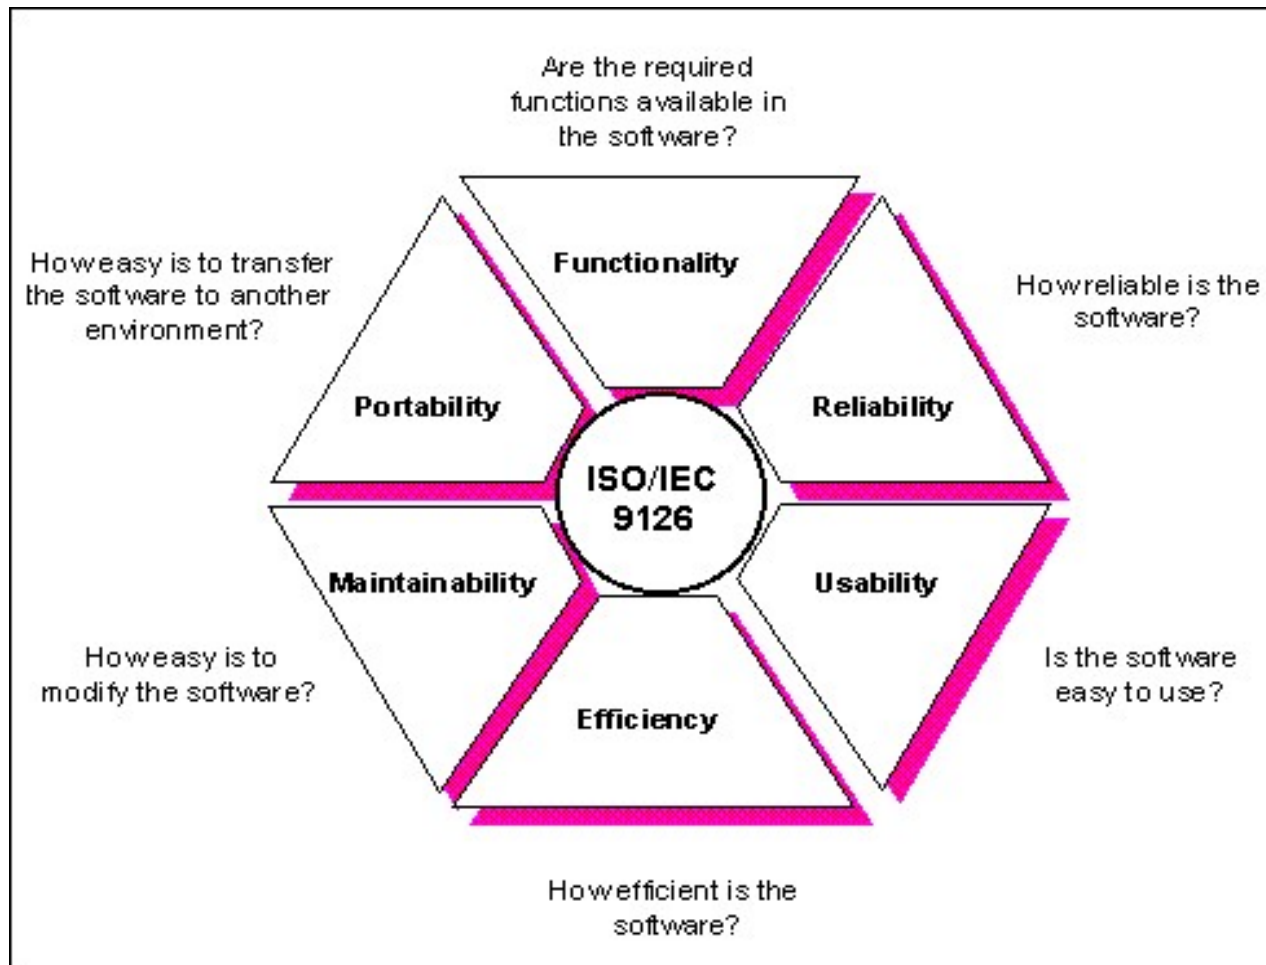 Are the required
functions available in
the software?
Functionality
How easy is to transfer
the software to another
environment?
How reliable is the
software?
Portability
Reliability
ISO/IEC
9126
Maintainability
Usability
How easy is to
modify the software?
Is the software
easy to use?
Efficiency
How efficient is the
software?